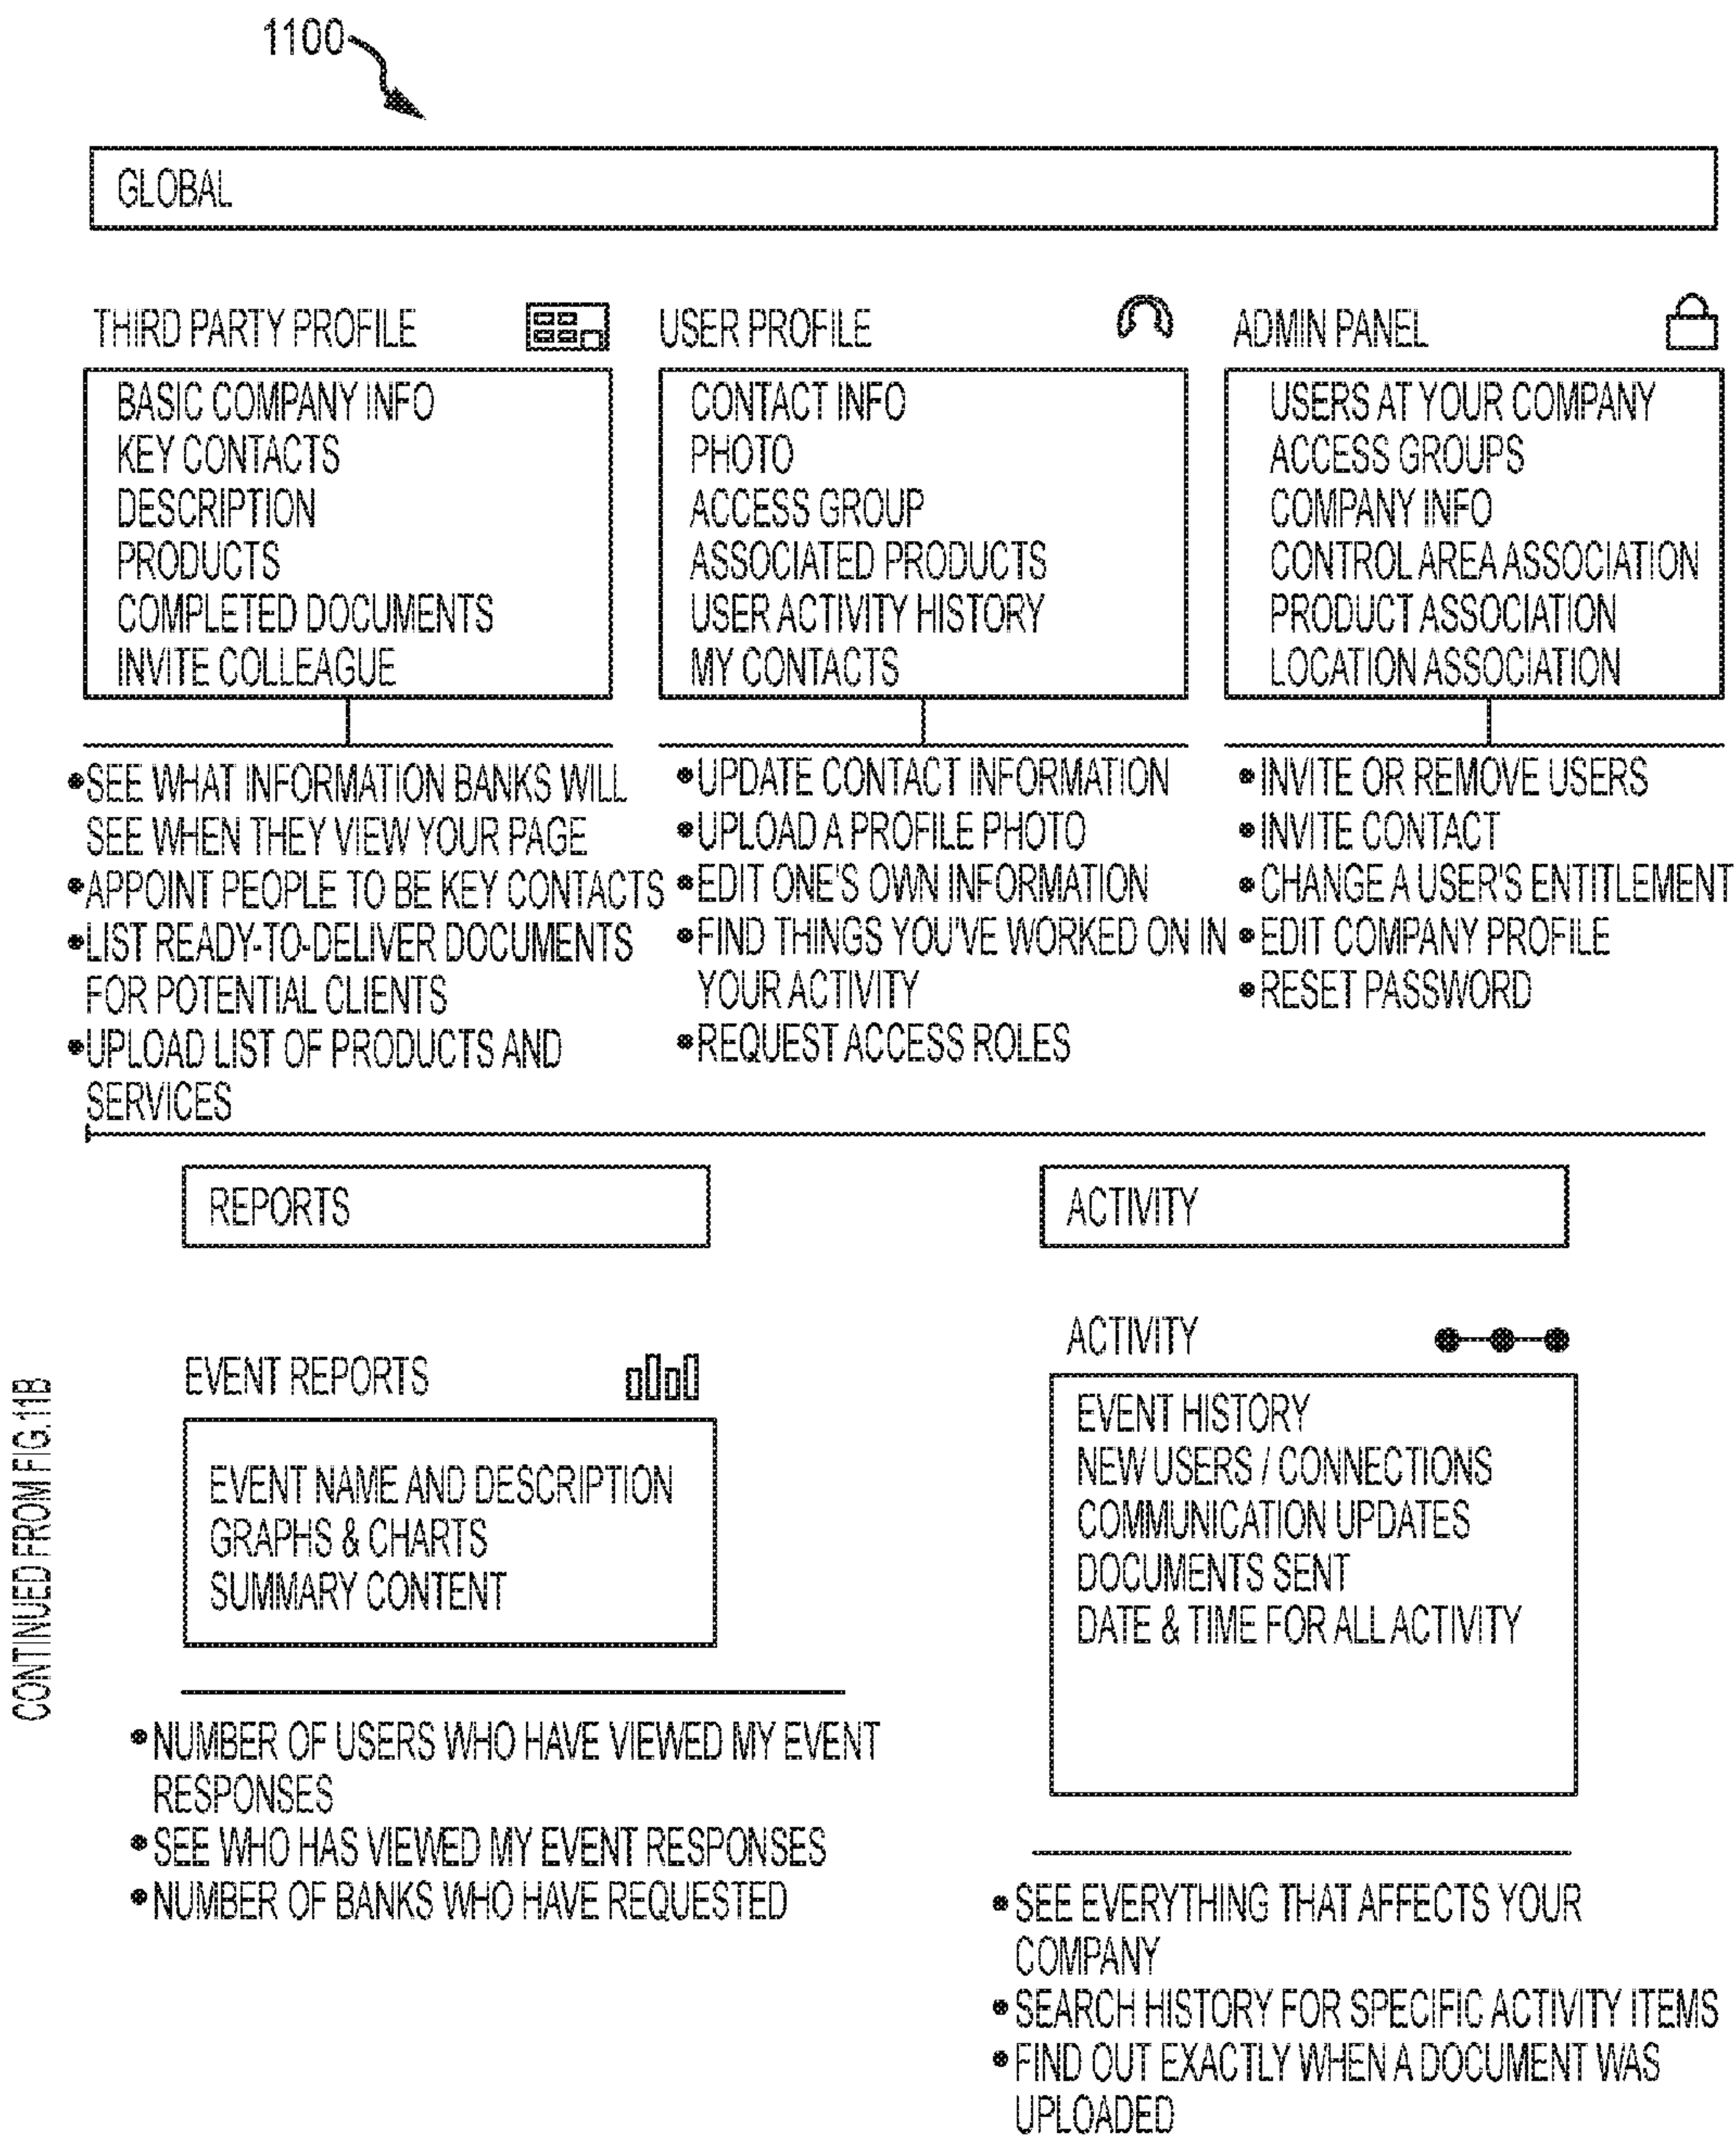 1100
GLOBAL
THIRD PARTY PROFILE
BASIC COMPANY INFO
KEY CONTACTS
DESCRIPTION
PRODUCTS
COMPLETED DOCUMENTS
INVITE COLLEAGUE
•SEE WHAT INFORMATION BANKS WILL
SEE WHEN THEY VIEW YOUR PAGE
•APPOINT PEOPLE TO BE KEY CONTACTS
•LIST READY-TO-DELIVER DOCUMENTS
FOR POTENTIAL CLIENTS
•UPLOAD LIST OF PRODUCTS AND
SERVICES
USER PROFILE
CONTACT INFO
PHOTO
ACCESS GROUP
ASSOCIATED PRODUCTS
USER ACTIVITY HISTORY
MY CONTACTS
•UPDATE CONTACT INFORMATION
•UPLOAD A PROFILE PHOTO
•EDIT ONE'S OWN INFORMATION
•FIND THINGS YOU'VE WORKED ON IN
YOUR ACTIVITY
•REQUEST ACCESS ROLES
ADMIN PANEL
USERS AT YOUR COMPANY
ACCESS GROUPS
COMPANY INFO
CONTROL AREA ASSOCIATION
PRODUCT ASSOCIATION
LOCATION ASSOCIATION
•INVITE OR REMOVE USERS
•INVITE CONTACT
•CHANGE A USER'S ENTITLEMENT
•EDIT COMPANY PROFILE
•RESET PASSWORD
CONTINUED FROM FIG.11B
REPORTS
EVENT REPORTS
EVENT NAME AND DESCRIPTION
GRAPHS & CHARTS
SUMMARY CONTENT
•NUMBER OF USERS WHO HAVE VIEWED MY EVENT
RESPONSES
•SEE WHO HAS VIEWED MY EVENT RESPONSES
•NUMBER OF BANKS WHO HAVE REQUESTED
ACTIVITY
ACTIVITY
EVENT HISTORY
NEW USERS / CONNECTIONS
COMMUNICATION UPDATES
DOCUMENTS SENT
DATE & TIME FOR ALL ACTIVITY
•SEE EVERYTHING THAT AFFECTS YOUR
COMPANY
•SEARCH HISTORY FOR SPECIFIC ACTIVITY ITEMS
•FIND OUT EXACTLY WHEN A DOCUMENT WAS
UPLOADED